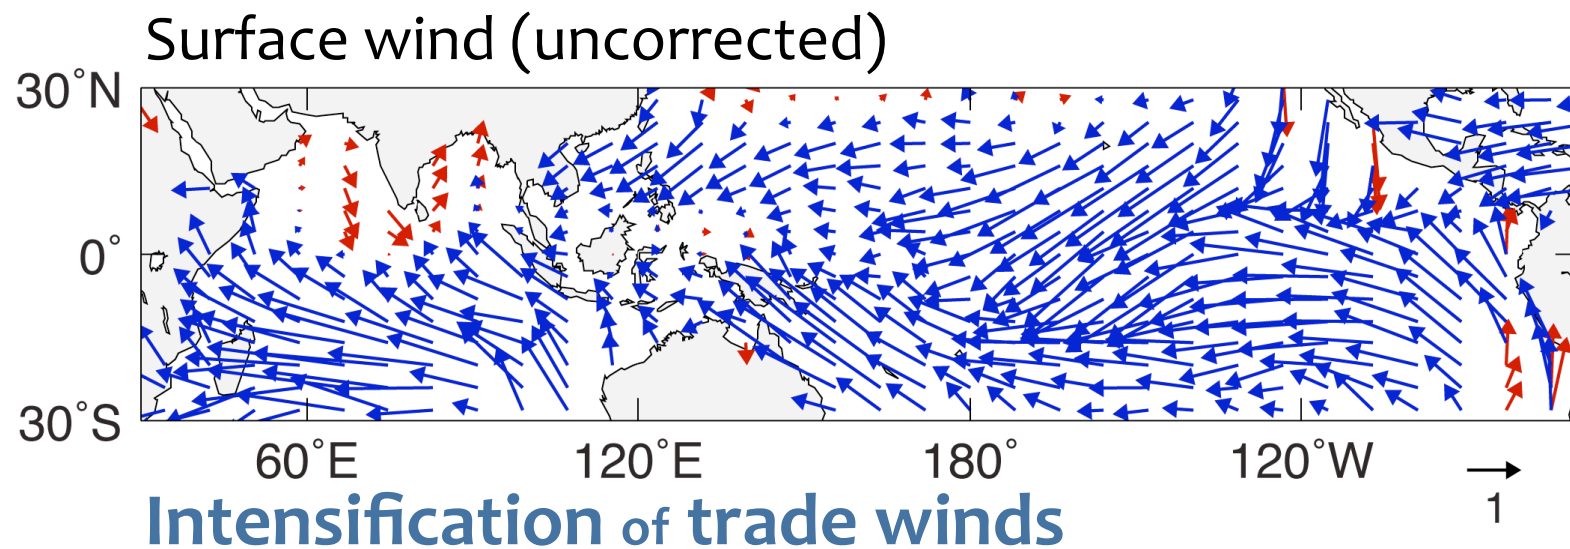 Surface wind (uncorrected)
30°N
0°
30°S
60°E 120°E 180° 120°W
1
Intensification of trade winds